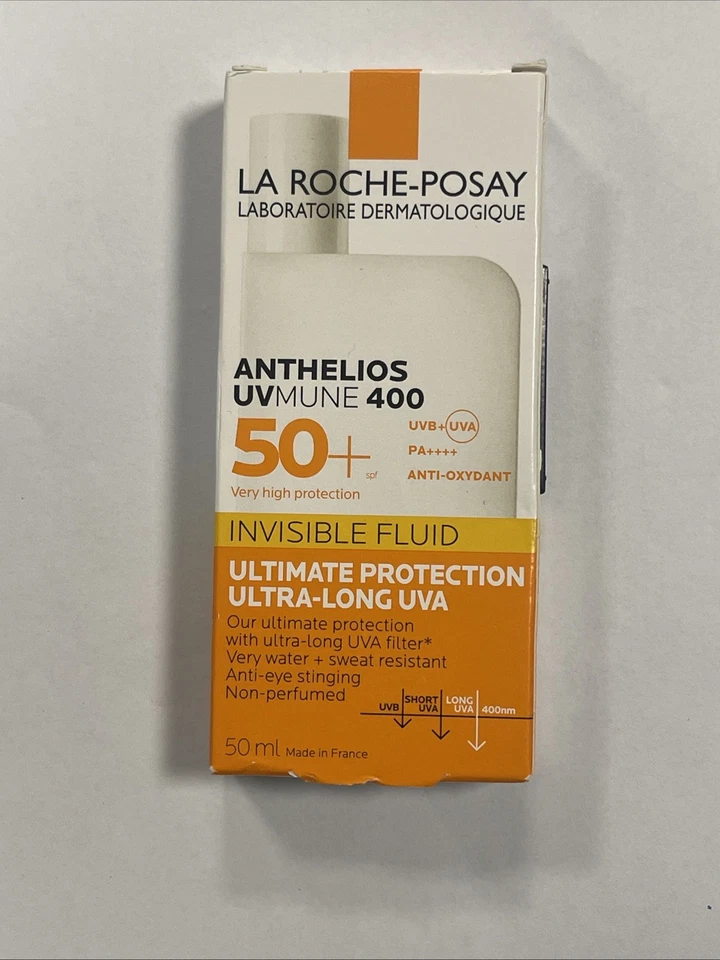 LA ROCHE-POSAY
LABORATOIRE DERMATOLOGIQUE
ANTHELIOS
UVMUNE 400
50+ spf
Very high protection
UVB+UVA
PA++++
ANTI-OXYDANT
INVISIBLE FLUID
ULTIMATE PROTECTION
ULTRA-LONG UVA
Our ultimate protection
with ultra-long UVA filter*
Very water + sweat resistant
Anti-eye stinging
Non-perfumed
UVB SHORT UVA LONG UVA 400nm
50 ml Made in France